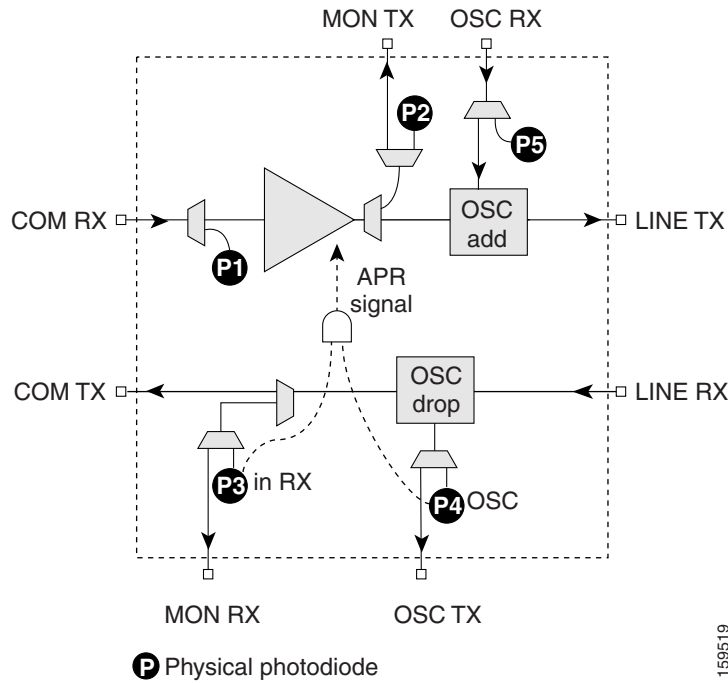 MON TX
OSC RX
P2
P5
COM RX
OSC
add
LINE TX
P1
APR
signal
COM TX
OSC
drop
LINE RX
P3 in RX
P4 OSC
MON RX
OSC TX
P Physical photodiode
159519